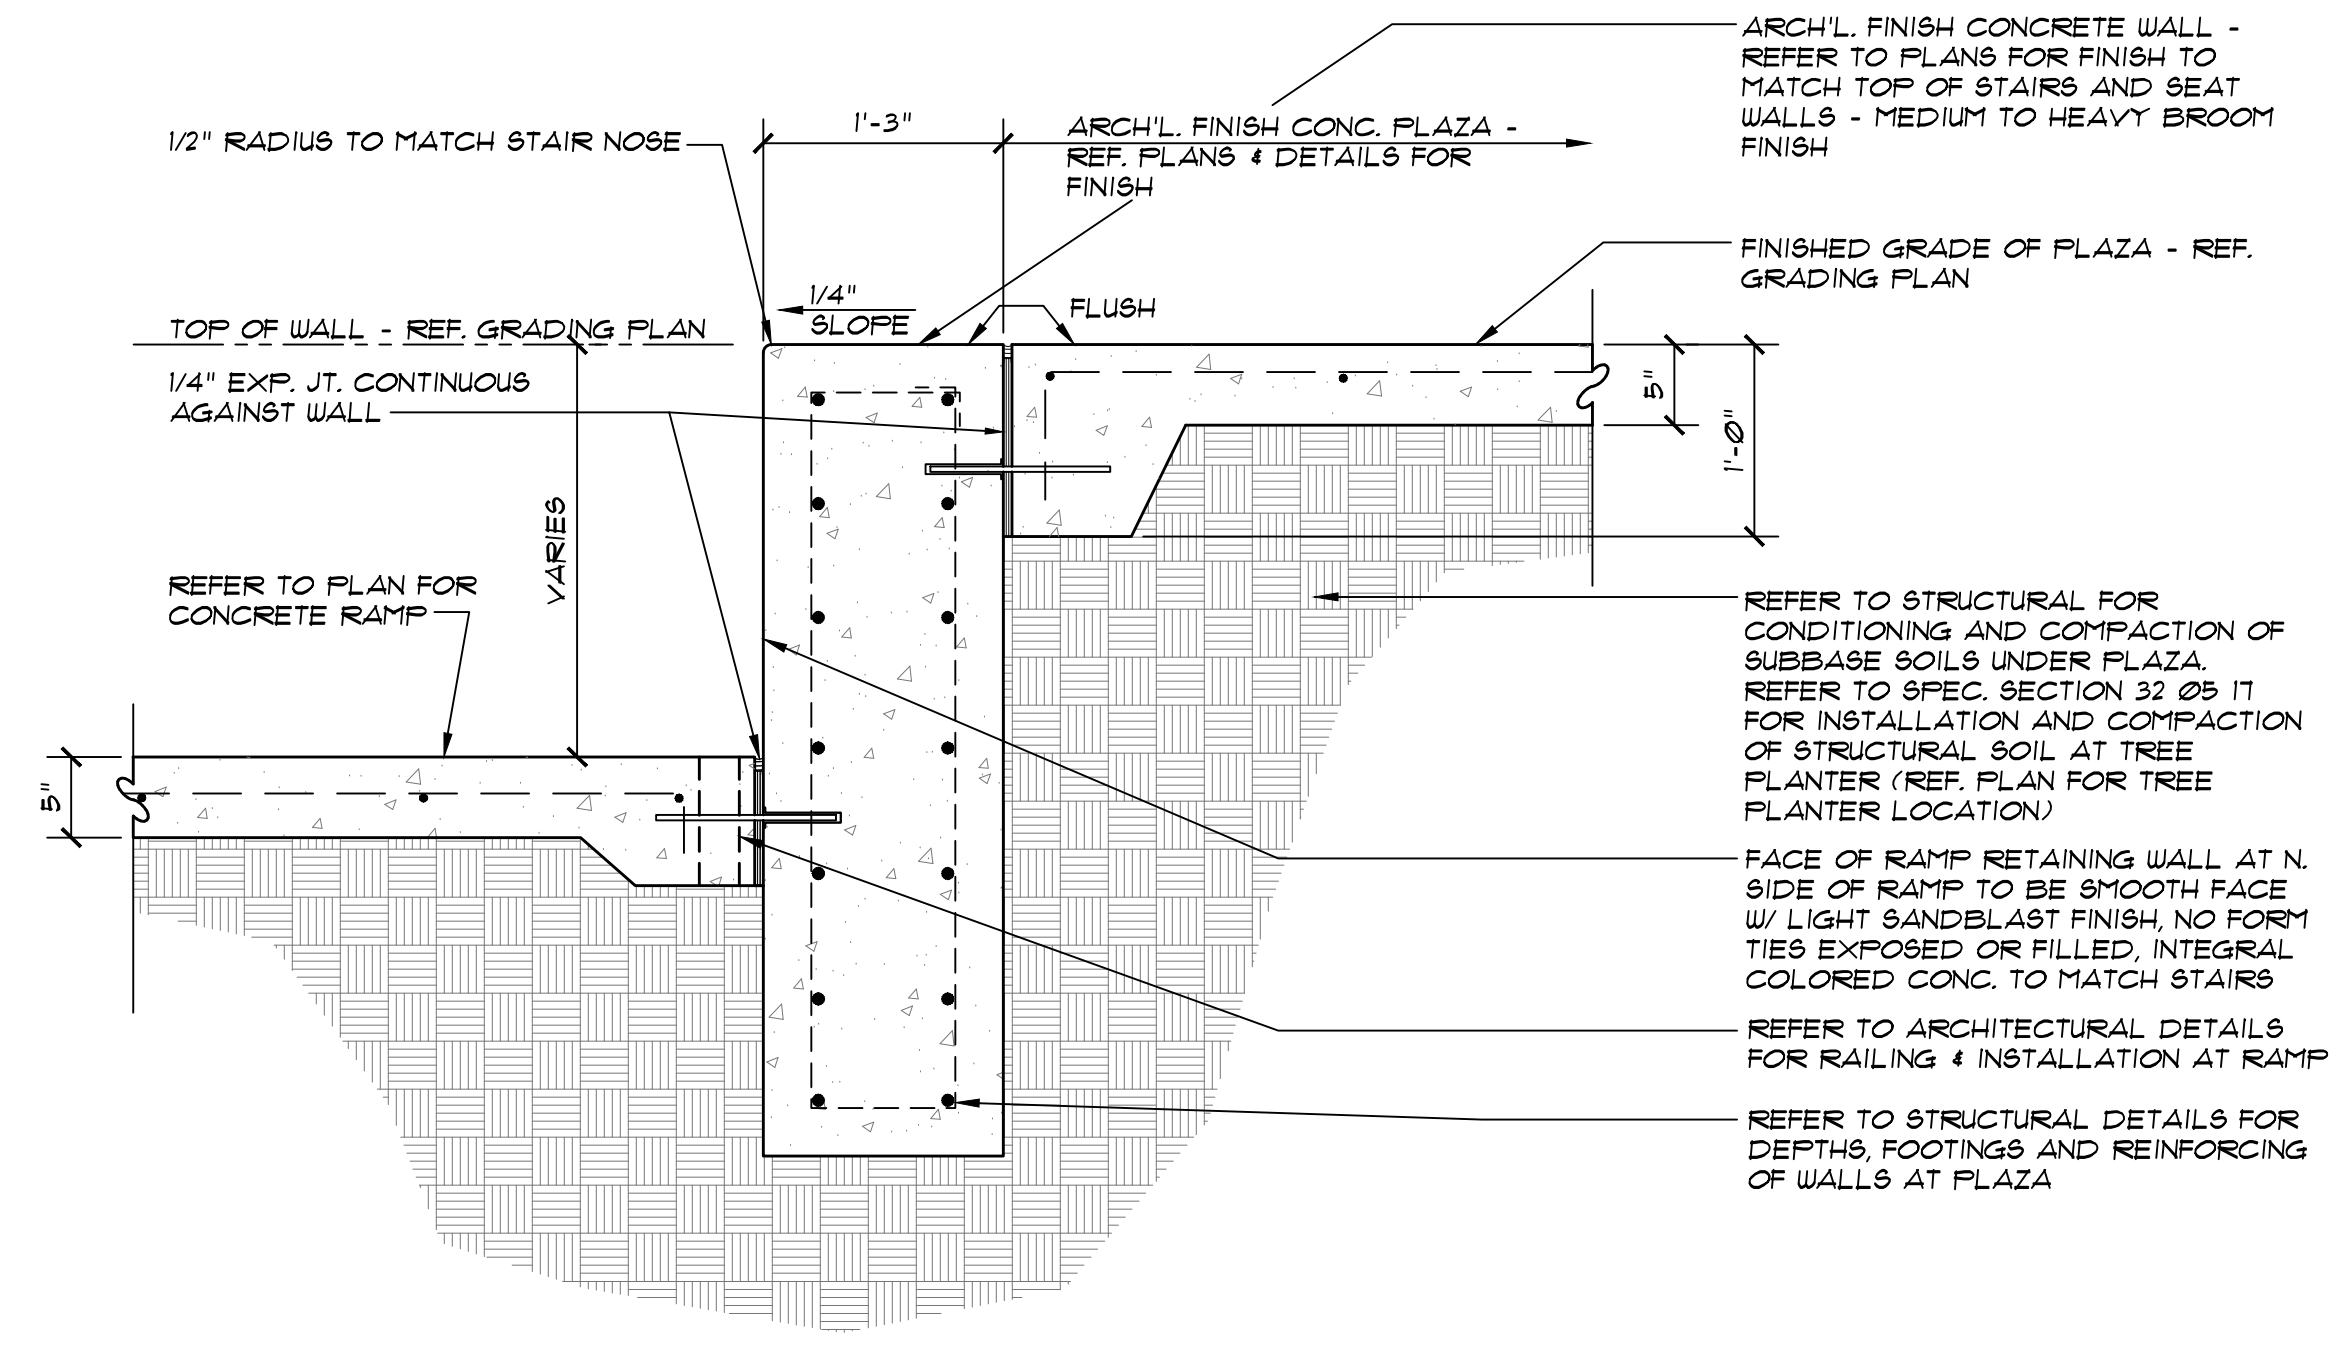 ARCH'L. FINISH CONCRETE WALL -
REFER TO PLANS FOR FINISH TO
MATCH TOP OF STAIRS AND SEAT
WALLS - MEDIUM TO HEAVY BROOM
FINISH
1/2" RADIUS TO MATCH STAIR NOSE
1'-3"
ARCH'L. FINISH CONC. PLAZA -
REF. PLANS & DETAILS FOR
FINISH
FINISHED GRADE OF PLAZA - REF.
GRADING PLAN
1/4"
SLOPE
FLUSH
TOP OF WALL - REF. GRADING PLAN
1/4" EXP. JT. CONTINUOUS
AGAINST WALL
5"
1'-0"
VARIES
REFER TO PLAN FOR
CONCRETE RAMP
5"
REFER TO STRUCTURAL FOR
CONDITIONING AND COMPACTION OF
SUBBASE SOILS UNDER PLAZA.
REFER TO SPEC. SECTION 32 05 17
FOR INSTALLATION AND COMPACTION
OF STRUCTURAL SOIL AT TREE
PLANTER (REF. PLAN FOR TREE
PLANTER LOCATION)
FACE OF RAMP RETAINING WALL AT N.
SIDE OF RAMP TO BE SMOOTH FACE
W/ LIGHT SANDBLAST FINISH, NO FORM
TIES EXPOSED OR FILLED, INTEGRAL
COLORED CONC. TO MATCH STAIRS
REFER TO ARCHITECTURAL DETAILS
FOR RAILING & INSTALLATION AT RAMP
REFER TO STRUCTURAL DETAILS FOR
DEPTHS, FOOTINGS AND REINFORCING
OF WALLS AT PLAZA